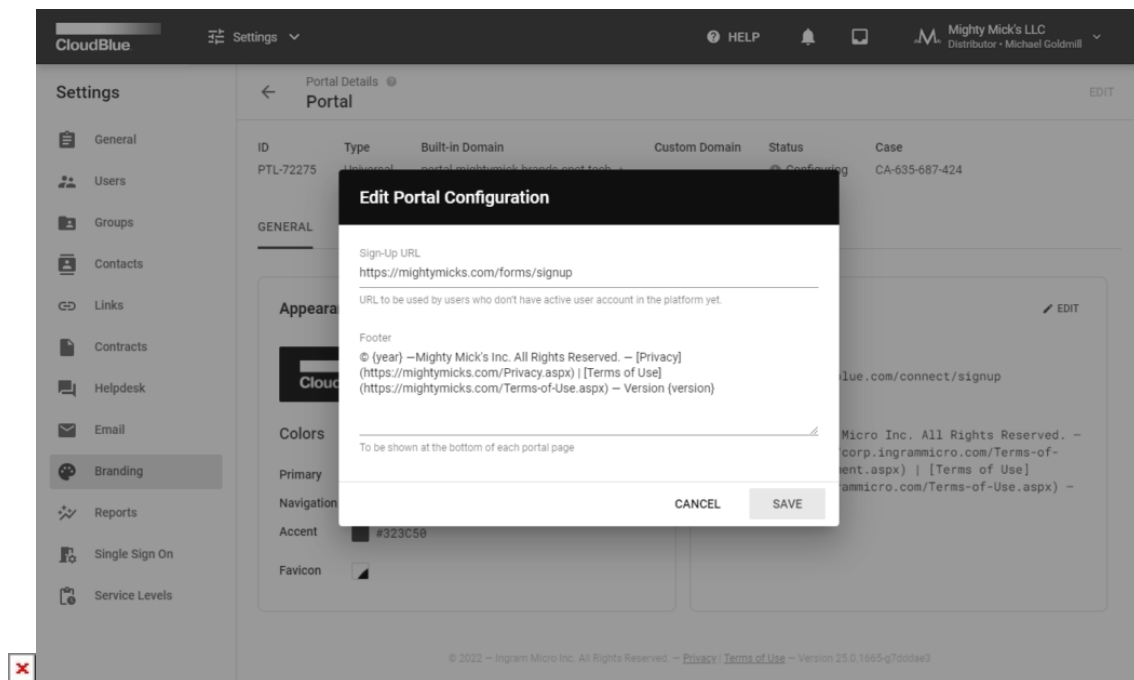 CloudBlue
Settings
HELP
Mighty Mick's LLC
Distributor • Michael Goldmill
Settings
General
Users
Groups
Contacts
Links
Contracts
Helpdesk
Email
Branding
Reports
Single Sign On
Service Levels
Portal Details
Portal
EDIT
ID Type Built-in Domain Custom Domain Status Case
PTL-72275 Universal portal.mightymick.brands.cnct.tech Configuring CA-635-687-424
GENERAL
Edit Portal Configuration
Sign-Up URL
https://mightymicks.com/forms/signup
URL to be used by users who don't have active user account in the platform yet.
Footer
© {year} —Mighty Mick's Inc. All Rights Reserved. — [Privacy]
(https://mightymicks.com/Privacy.aspx) | [Terms of Use]
(https://mightymicks.com/Terms-of-Use.aspx) — Version {version}
To be shown at the bottom of each portal page
CANCEL SAVE
Appeara
Cloud
Colors
Primary
Navigation
Accent #323C50
Favicon
EDIT
lue.com/connect/signup
Micro Inc. All Rights Reserved. —
corp.ingrammicro.com/Terms-of-
ent.aspx) | [Terms of Use]
rammicro.com/Terms-of-Use.aspx) —
© 2022 — Ingram Micro Inc. All Rights Reserved. — Privacy | Terms of Use — Version 25.0.1665-g7dddae3